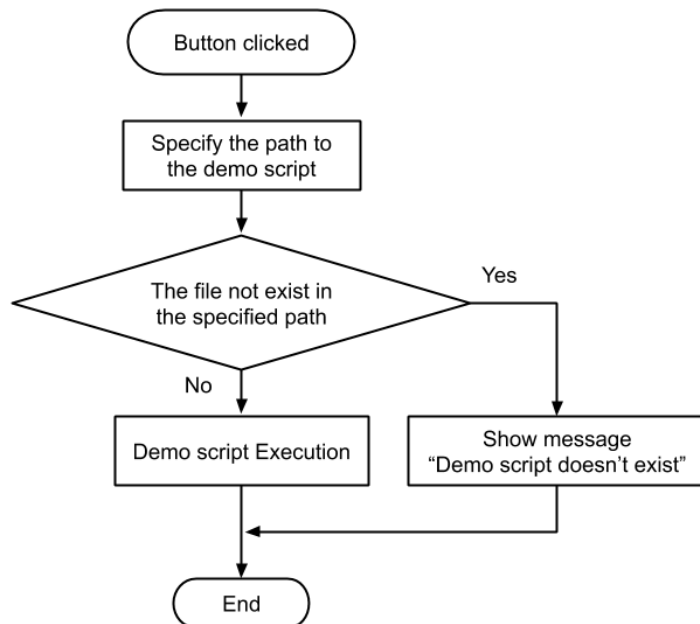 Button clicked
Specify the path to
the demo script
The file not exist in
the specified path
Yes
No
Demo script Execution
Show message
“Demo script doesn’t exist”
End